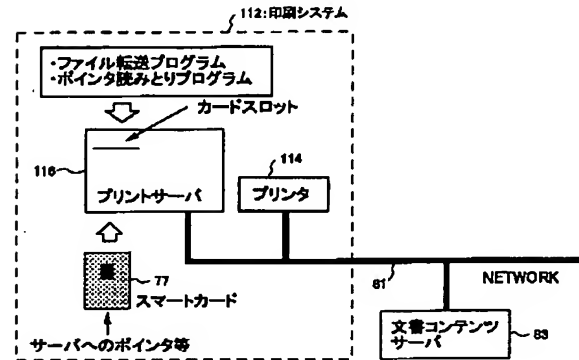 112:印刷システム
・ファイル転送プログラム
・ポインタ読みとりプログラム
カードスロット
116
プリントサーバ
114
プリンタ
77
スマートカード
サーバへのポインタ等
81
NETWORK
文書コンテンツ
サーバ
83